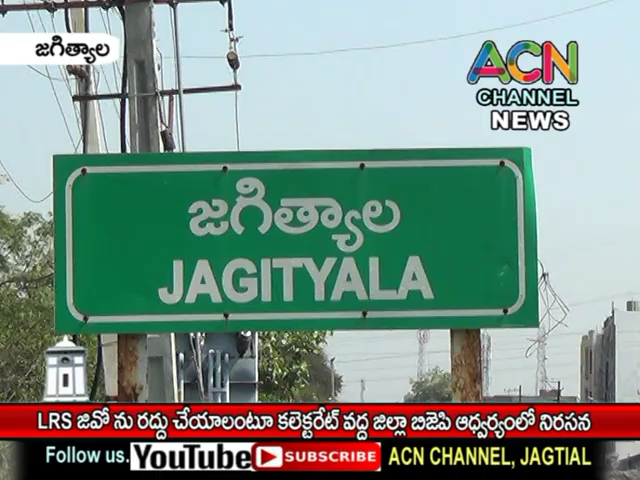 జగిత్యాల
ACN
CHANNEL
NEWS
జగిత్యాల
JAGITYALA
LRS జీవో ను రద్దు చేయాలంటూ కలెక్టరేట్ వద్ద జిల్లా బిజెపి ఆధ్వర్యంలో నిరసన
Follow us. YouTube SUBSCRIBE ACN CHANNEL, JAGTIAL